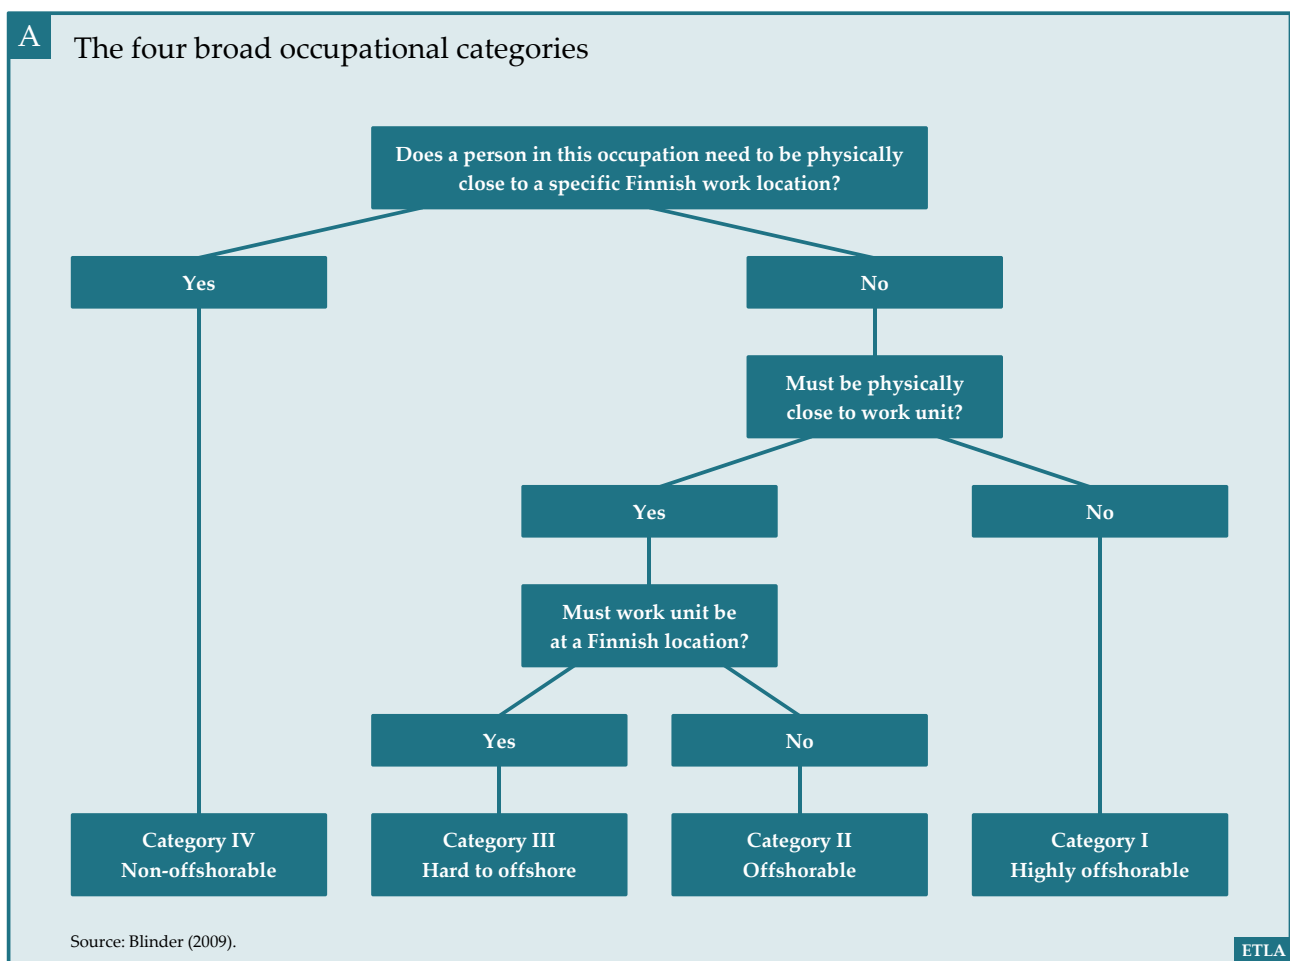 A
The four broad occupational categories
Does a person in this occupation need to be physically
close to a specific Finnish work location?
Yes
No
Must be physically
close to work unit?
Yes
No
Must work unit be
at a Finnish location?
Yes
No
Category IV
Non-offshorable
Category III
Hard to offshore
Category II
Offshorable
Category I
Highly offshorable
Source: Blinder (2009).
ETLA